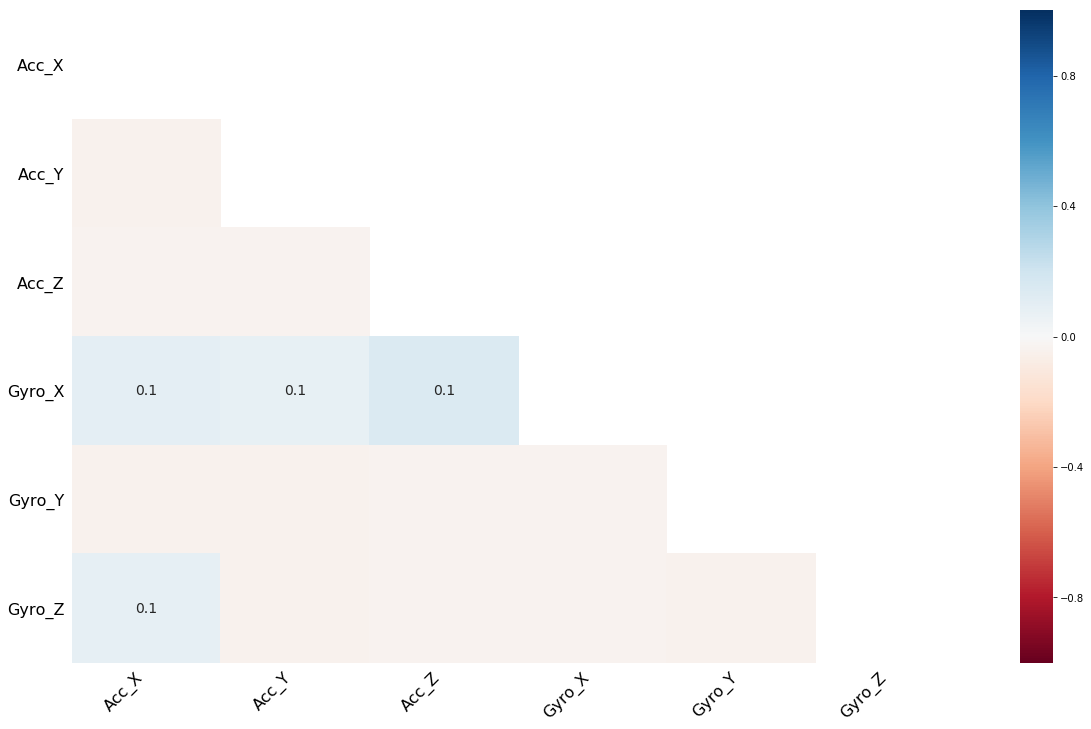 Acc_X
Acc_Y
Acc_Z
Gyro_X 0.1 0.1 0.1
Gyro_Y
Gyro_Z 0.1
Acc_X Acc_Y Acc_Z Gyro_X Gyro_Y Gyro_Z
0.8
0.4
0.0
−0.4
−0.8